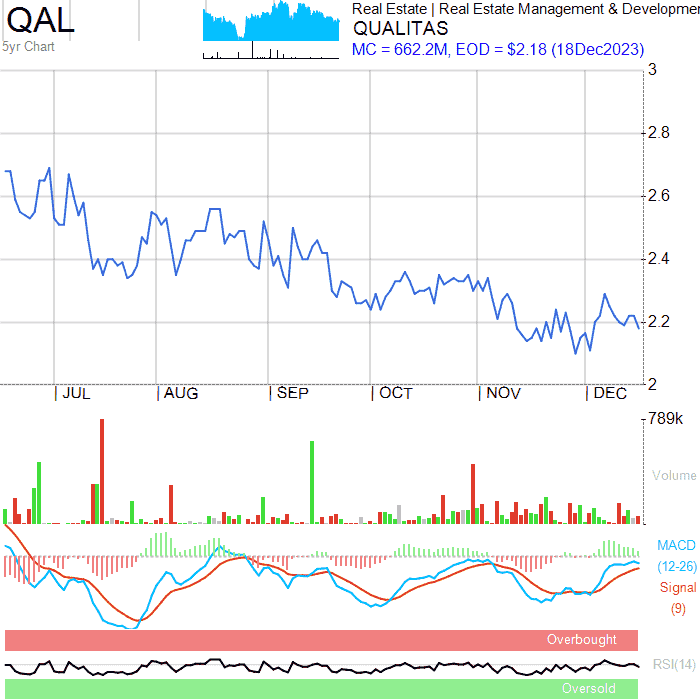 QAL
5yr Chart
Real Estate | Real Estate Management & Developmen
QUALITAS
MC = 662.2M, EOD = $2.18 (18Dec2023)
3
2.8
2.6
2.4
2.2
2
| JUL | AUG | SEP | OCT | NOV | DEC
789k
Volume
MACD
(12-26)
Signal
(9)
Overbought
RSI(14)
Oversold